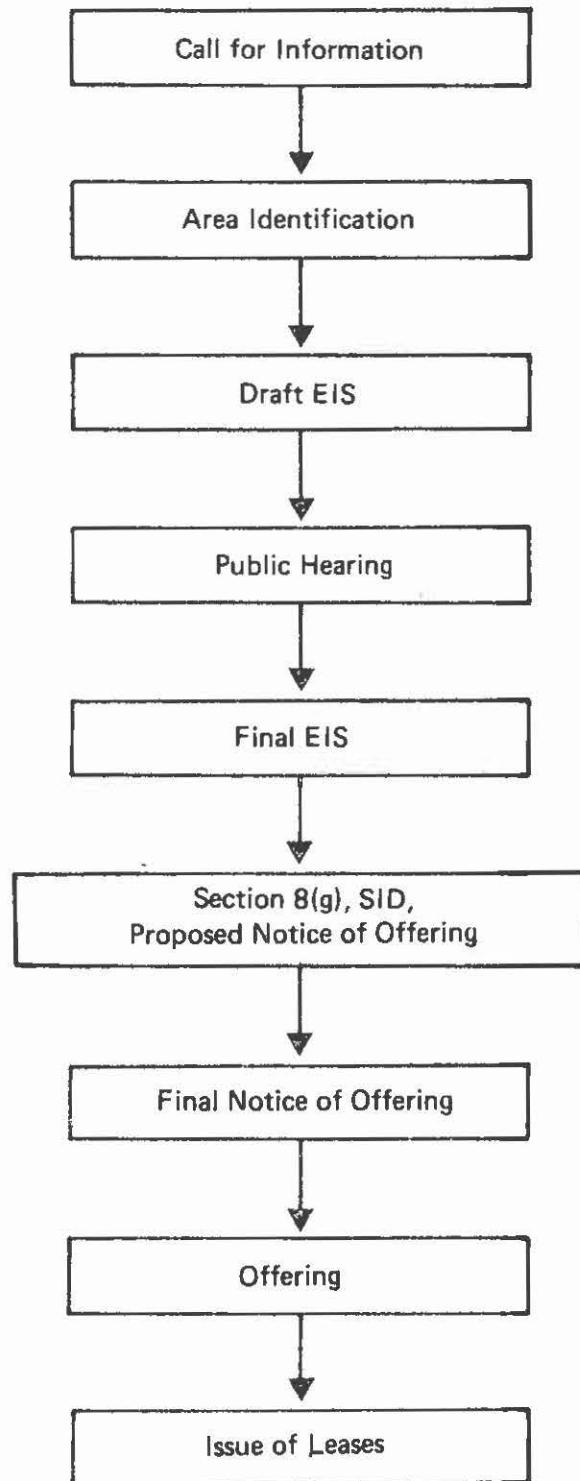 Call for Information
Area Identification
Draft EIS
Public Hearing
Final EIS
Section 8(g), SID,
Proposed Notice of Offering
Final Notice of Offering
Offering
Issue of Leases